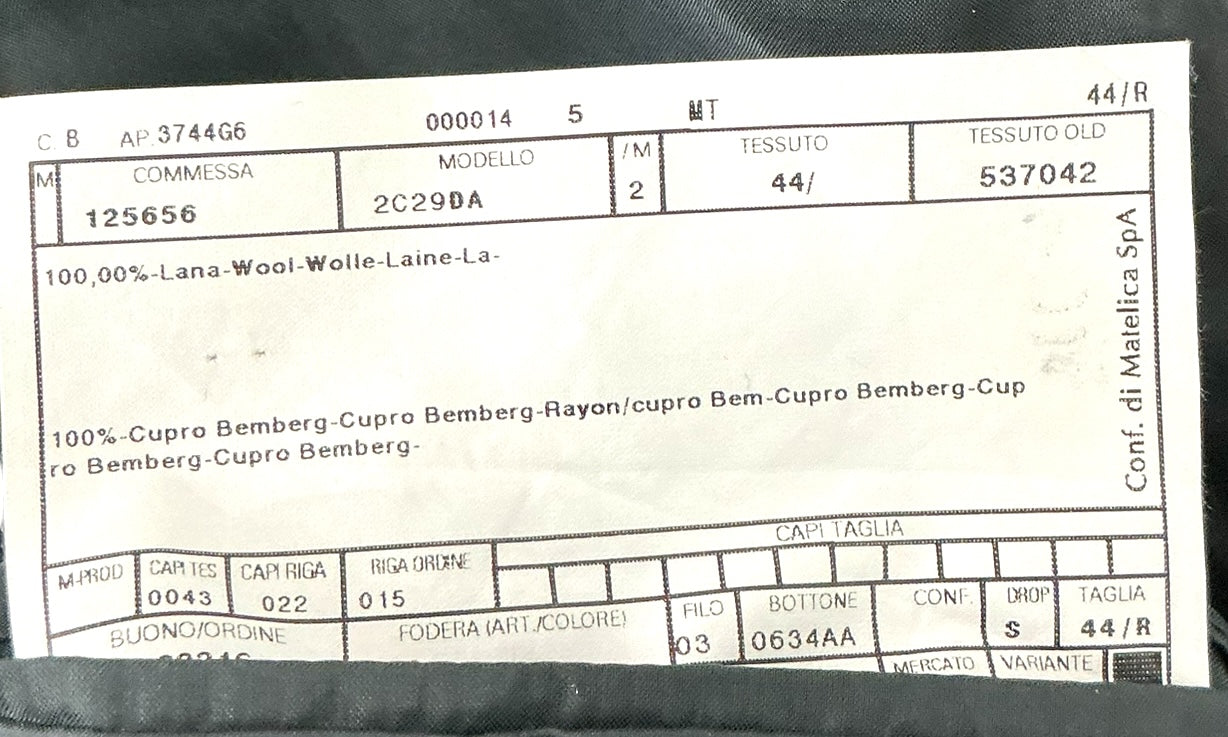 C. B AP. 3744G6 000014 5 MT 44/R
M COMMESSA MODELLO /M TESSUTO TESSUTO OLD
125656 2C29DA 2 44/ 537042
100,00%-Lana-Wool-Wolle-Laine-La-
100%-Cupro Bemberg-Cupro Bemberg-Rayon/cupro Bem-Cupro Bemberg-Cup
ro Bemberg-Cupro Bemberg-
Conf. di Matelica SpA
CAPI TAGLIA
M-PROD CAPI TES CAPI RIGA RIGA ORDINE
0043 022 015
FILO BOTTONE CONF. DROP TAGLIA
03 0634AA S 44/R
BUONO/ORDINE FODERA (ART./COLORE)
MERCATO VARIANTE